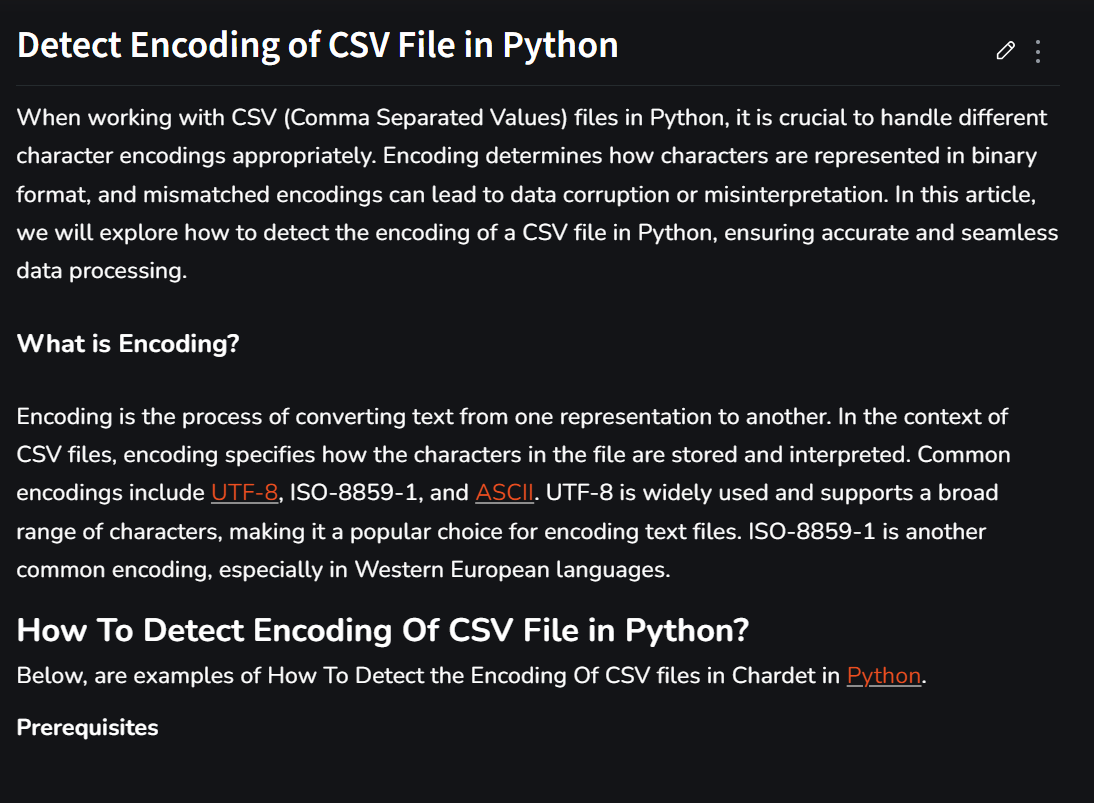 Detect Encoding of CSV File in Python
When working with CSV (Comma Separated Values) files in Python, it is crucial to handle different
character encodings appropriately. Encoding determines how characters are represented in binary
format, and mismatched encodings can lead to data corruption or misinterpretation. In this article,
we will explore how to detect the encoding of a CSV file in Python, ensuring accurate and seamless
data processing.
What is Encoding?
Encoding is the process of converting text from one representation to another. In the context of
CSV files, encoding specifies how the characters in the file are stored and interpreted. Common
encodings include UTF-8, ISO-8859-1, and ASCII. UTF-8 is widely used and supports a broad
range of characters, making it a popular choice for encoding text files. ISO-8859-1 is another
common encoding, especially in Western European languages.
How To Detect Encoding Of CSV File in Python?
Below, are examples of How To Detect the Encoding Of CSV files in Chardet in Python.
Prerequisites